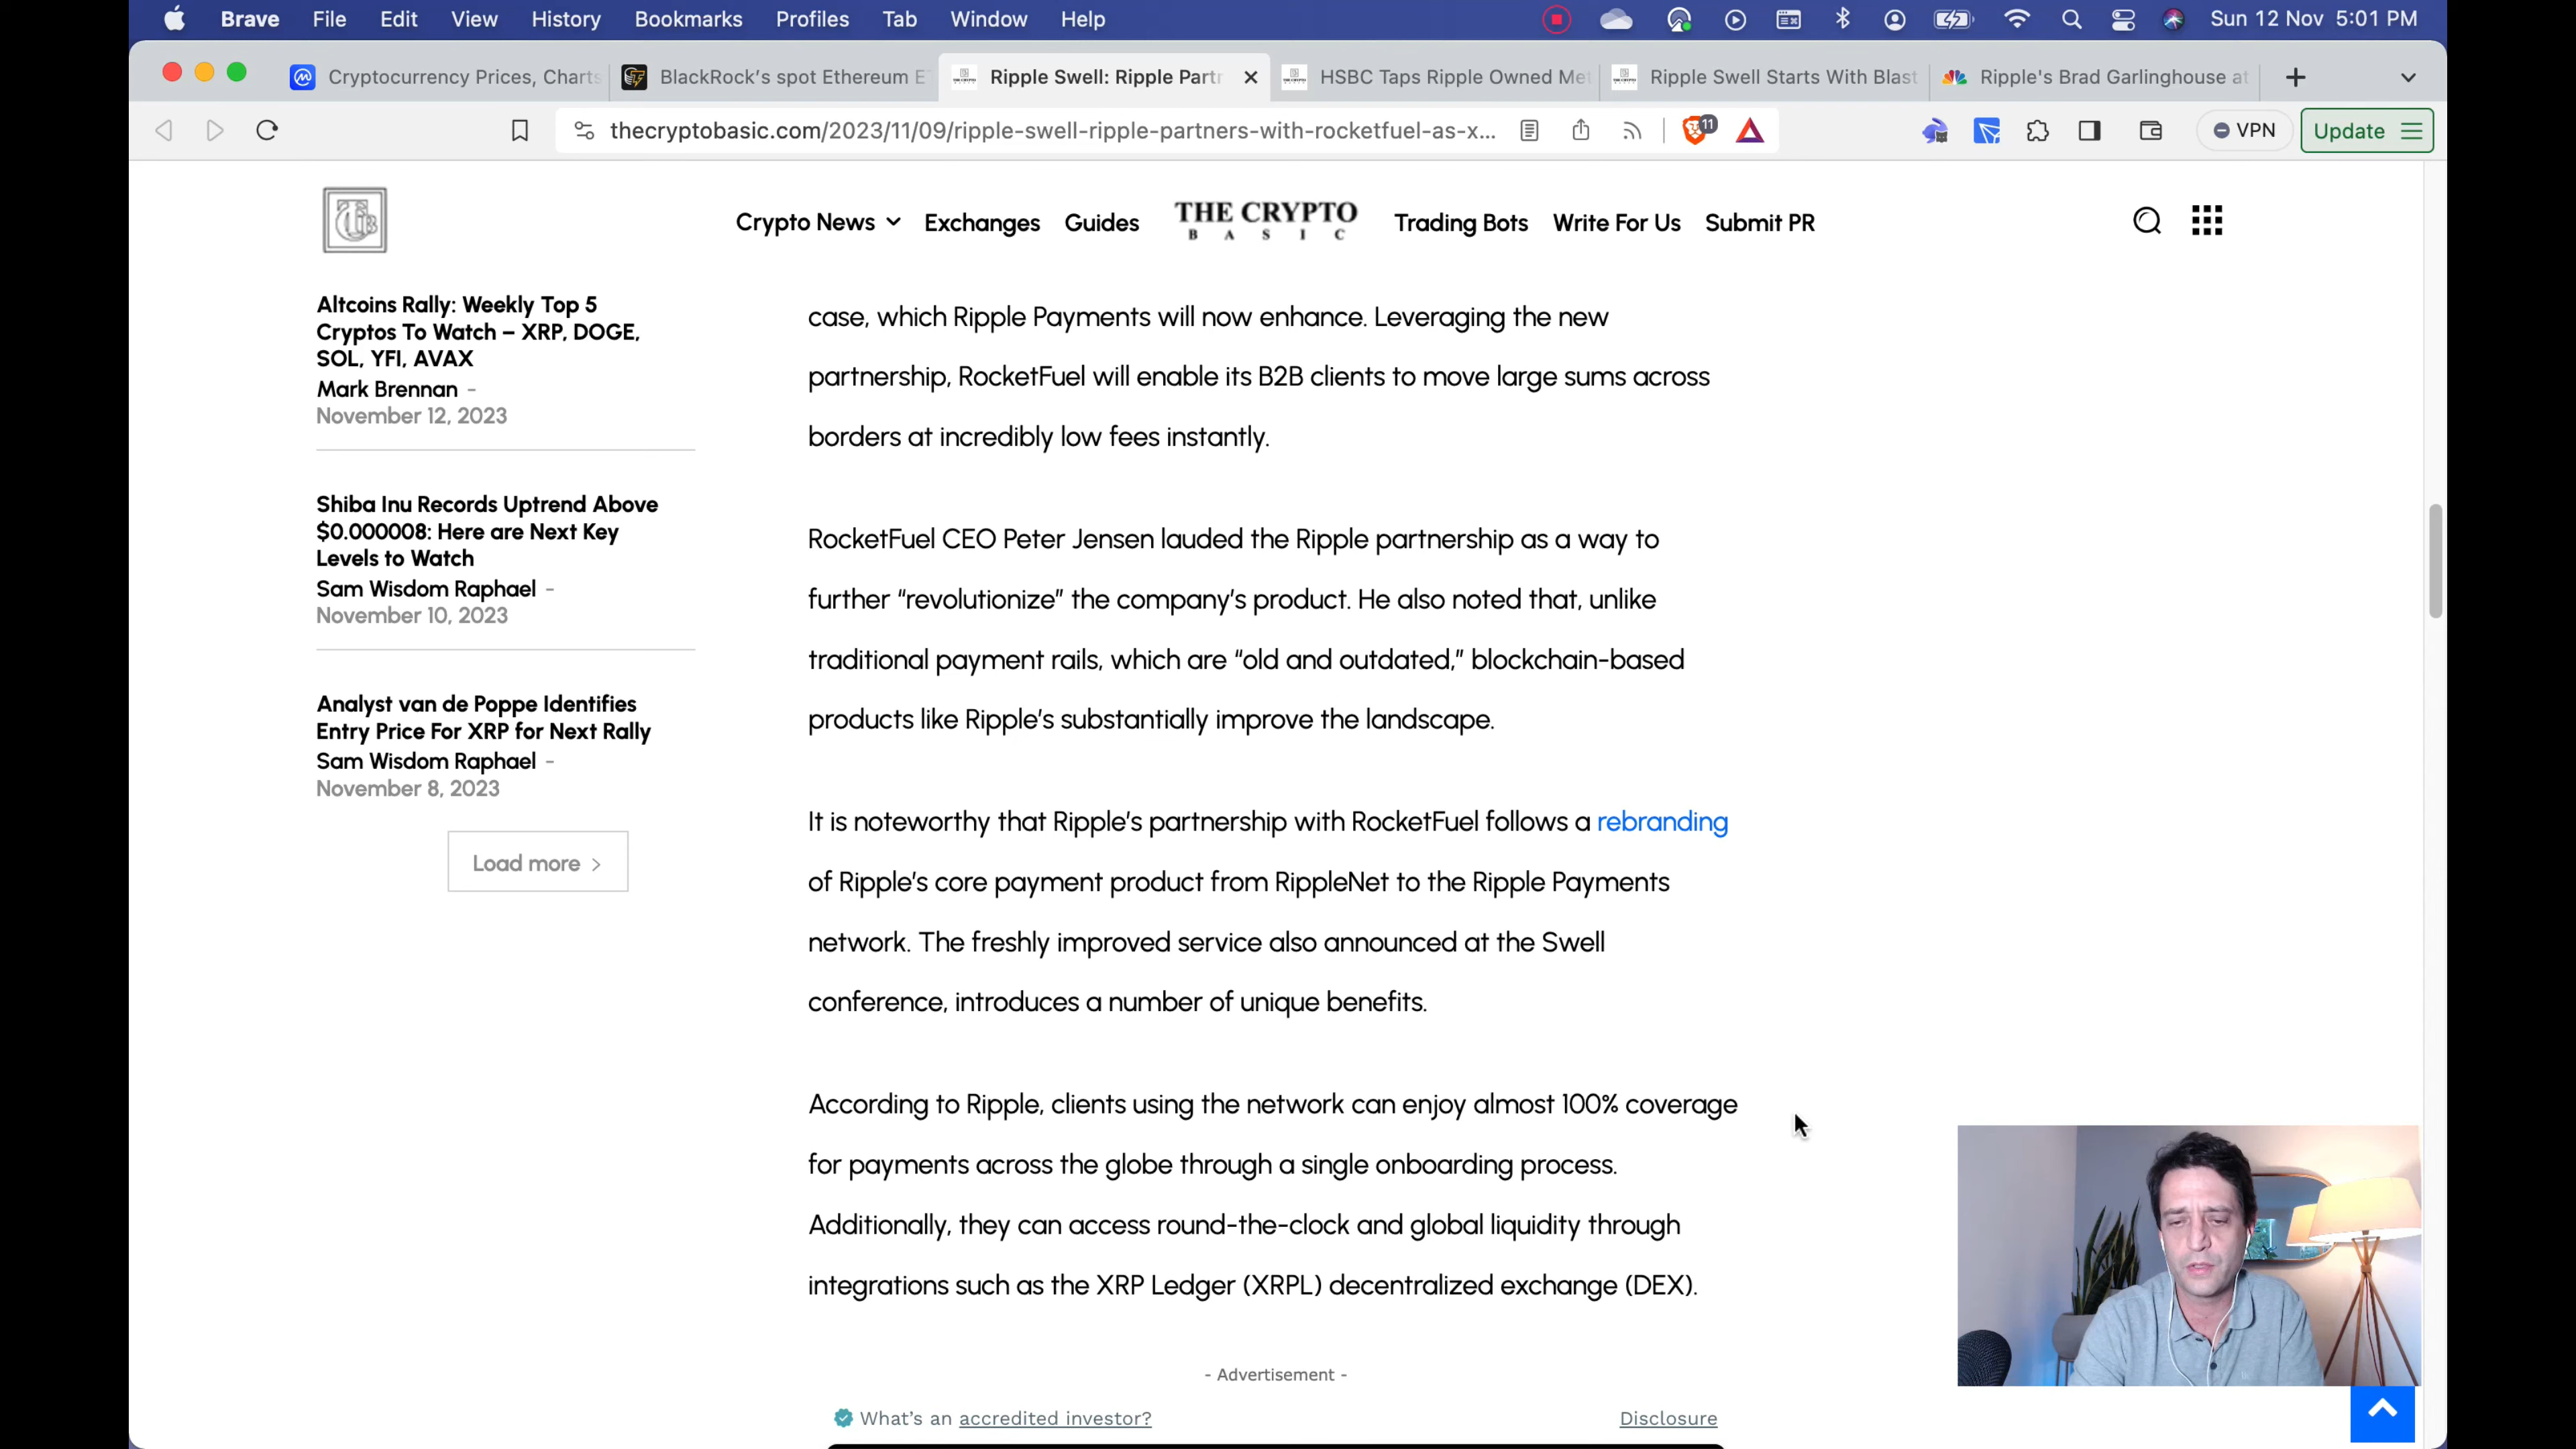 Brave File Edit View History Bookmarks Profiles Tab Window Help Sun 12 Nov 5:01 PM
Cryptocurrency Prices, Charts BlackRock's spot Ethereum E Ripple Swell: Ripple Partr HSBC Taps Ripple Owned Met Ripple Swell Starts With Blast Ripple's Brad Garlinghouse at
thecryptobasic.com/2023/11/09/ripple-swell-ripple-partners-with-rocketfuel-as-x... 11 VPN Update
Crypto News Exchanges Guides THE CRYPTO BASIC Trading Bots Write For Us Submit PR
Altcoins Rally: Weekly Top 5
Cryptos To Watch – XRP, DOGE,
SOL, YFI, AVAX
Mark Brennan -
November 12, 2023
Shiba Inu Records Uptrend Above
$0.000008: Here are Next Key
Levels to Watch
Sam Wisdom Raphael -
November 10, 2023
Analyst van de Poppe Identifies
Entry Price For XRP for Next Rally
Sam Wisdom Raphael -
November 8, 2023
Load more >
case, which Ripple Payments will now enhance. Leveraging the new
partnership, RocketFuel will enable its B2B clients to move large sums across
borders at incredibly low fees instantly.
RocketFuel CEO Peter Jensen lauded the Ripple partnership as a way to
further “revolutionize” the company’s product. He also noted that, unlike
traditional payment rails, which are “old and outdated,” blockchain-based
products like Ripple’s substantially improve the landscape.
It is noteworthy that Ripple’s partnership with RocketFuel follows a rebranding
of Ripple’s core payment product from RippleNet to the Ripple Payments
network. The freshly improved service also announced at the Swell
conference, introduces a number of unique benefits.
According to Ripple, clients using the network can enjoy almost 100% coverage
for payments across the globe through a single onboarding process.
Additionally, they can access round-the-clock and global liquidity through
integrations such as the XRP Ledger (XRPL) decentralized exchange (DEX).
- Advertisement -
What's an accredited investor? Disclosure